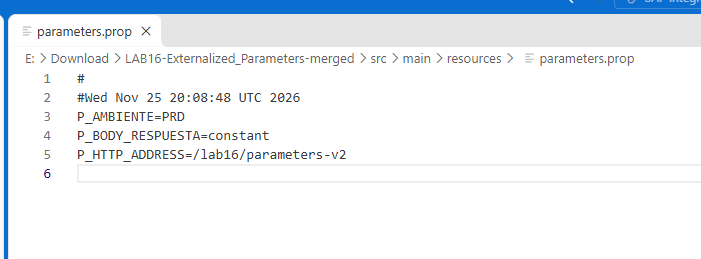 parameters.prop
E: > Download > LAB16-Externalized_Parameters-merged > src > main > resources > parameters.prop
1 #
2 #Wed Nov 25 20:08:48 UTC 2026
3 P_AMBIENTE=PRD
4 P_BODY_RESPUESTA=constant
5 P_HTTP_ADDRESS=/lab16/parameters-v2
6